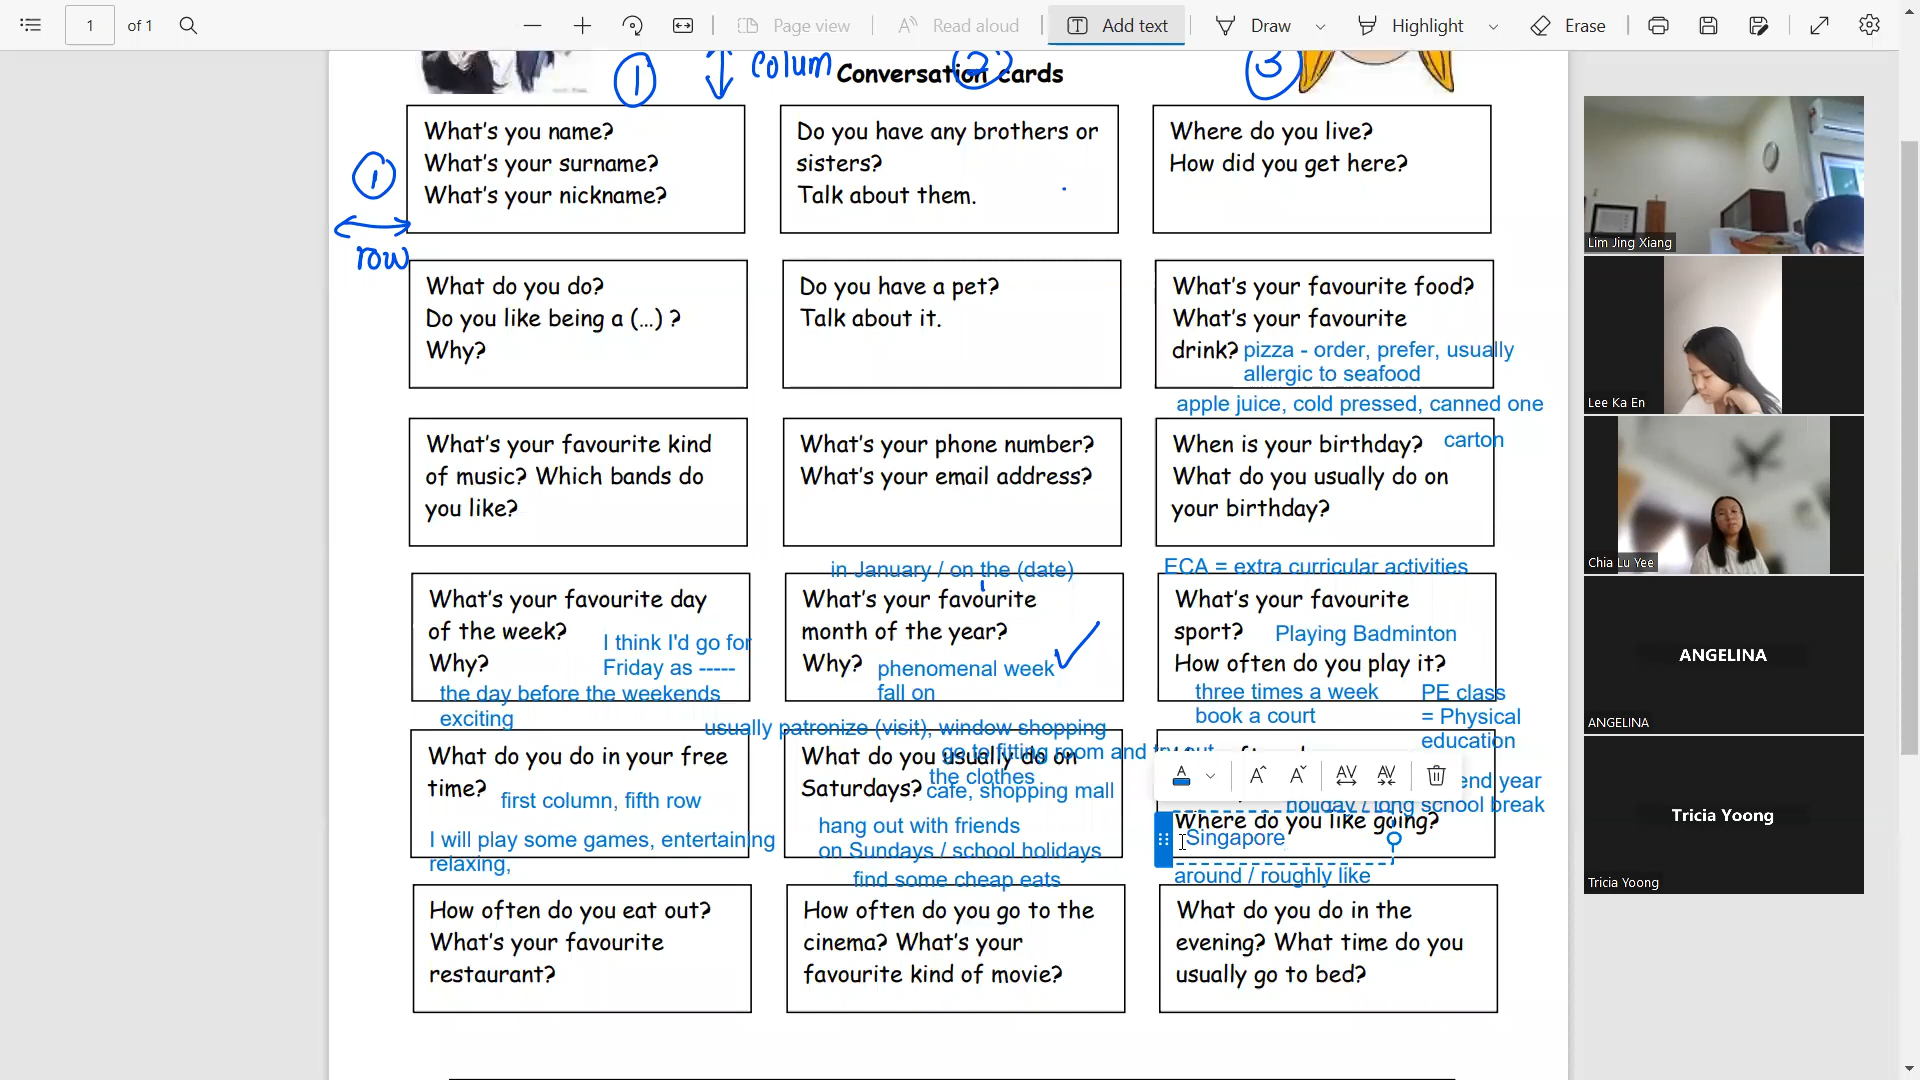 1
of 1
Page view
Read aloud
Add text
Draw
Highlight
Erase
1
colum
2
3
Conversation cards
What's you name?
What's your surname?
What's your nickname?
Do you have any brothers or
sisters?
Talk about them.
Where do you live?
How did you get here?
1
row
What do you do?
Do you like being a (...) ?
Why?
Do you have a pet?
Talk about it.
What's your favourite food?
What's your favourite
drink?
pizza - order, prefer, usually
allergic to seafood
apple juice, cold pressed, canned one
carton
What's your favourite kind
of music? Which bands do
you like?
What's your phone number?
What's your email address?
When is your birthday?
What do you usually do on
your birthday?
in January / on the (date)
ECA = extra curricular activities
What's your favourite day
of the week?
Why?
I think I'd go for
Friday as -----
the day before the weekends
exciting
What's your favourite
month of the year?
Why?
phenomenal week
fall on
What's your favourite
sport?
Playing Badminton
How often do you play it?
three times a week
book a court
PE class
= Physical
education
usually patronize (visit), window shopping
go to fitting room and try out
the clothes
cafe, shopping mall
What do you do in your free
time?
first column, fifth row
I will play some games, entertaining
relaxing,
What do you usually do on
Saturdays?
hang out with friends
on Sundays / school holidays
find some cheap eats
end year
holiday / long school break
Where do you like going?
Singapore
around / roughly like
How often do you eat out?
What's your favourite
restaurant?
How often do you go to the
cinema? What's your
favourite kind of movie?
What do you do in the
evening? What time do you
usually go to bed?
Lim Jing Xiang
Lee Ka En
Chia Lu Yee
ANGELINA
ANGELINA
Tricia Yoong
Tricia Yoong